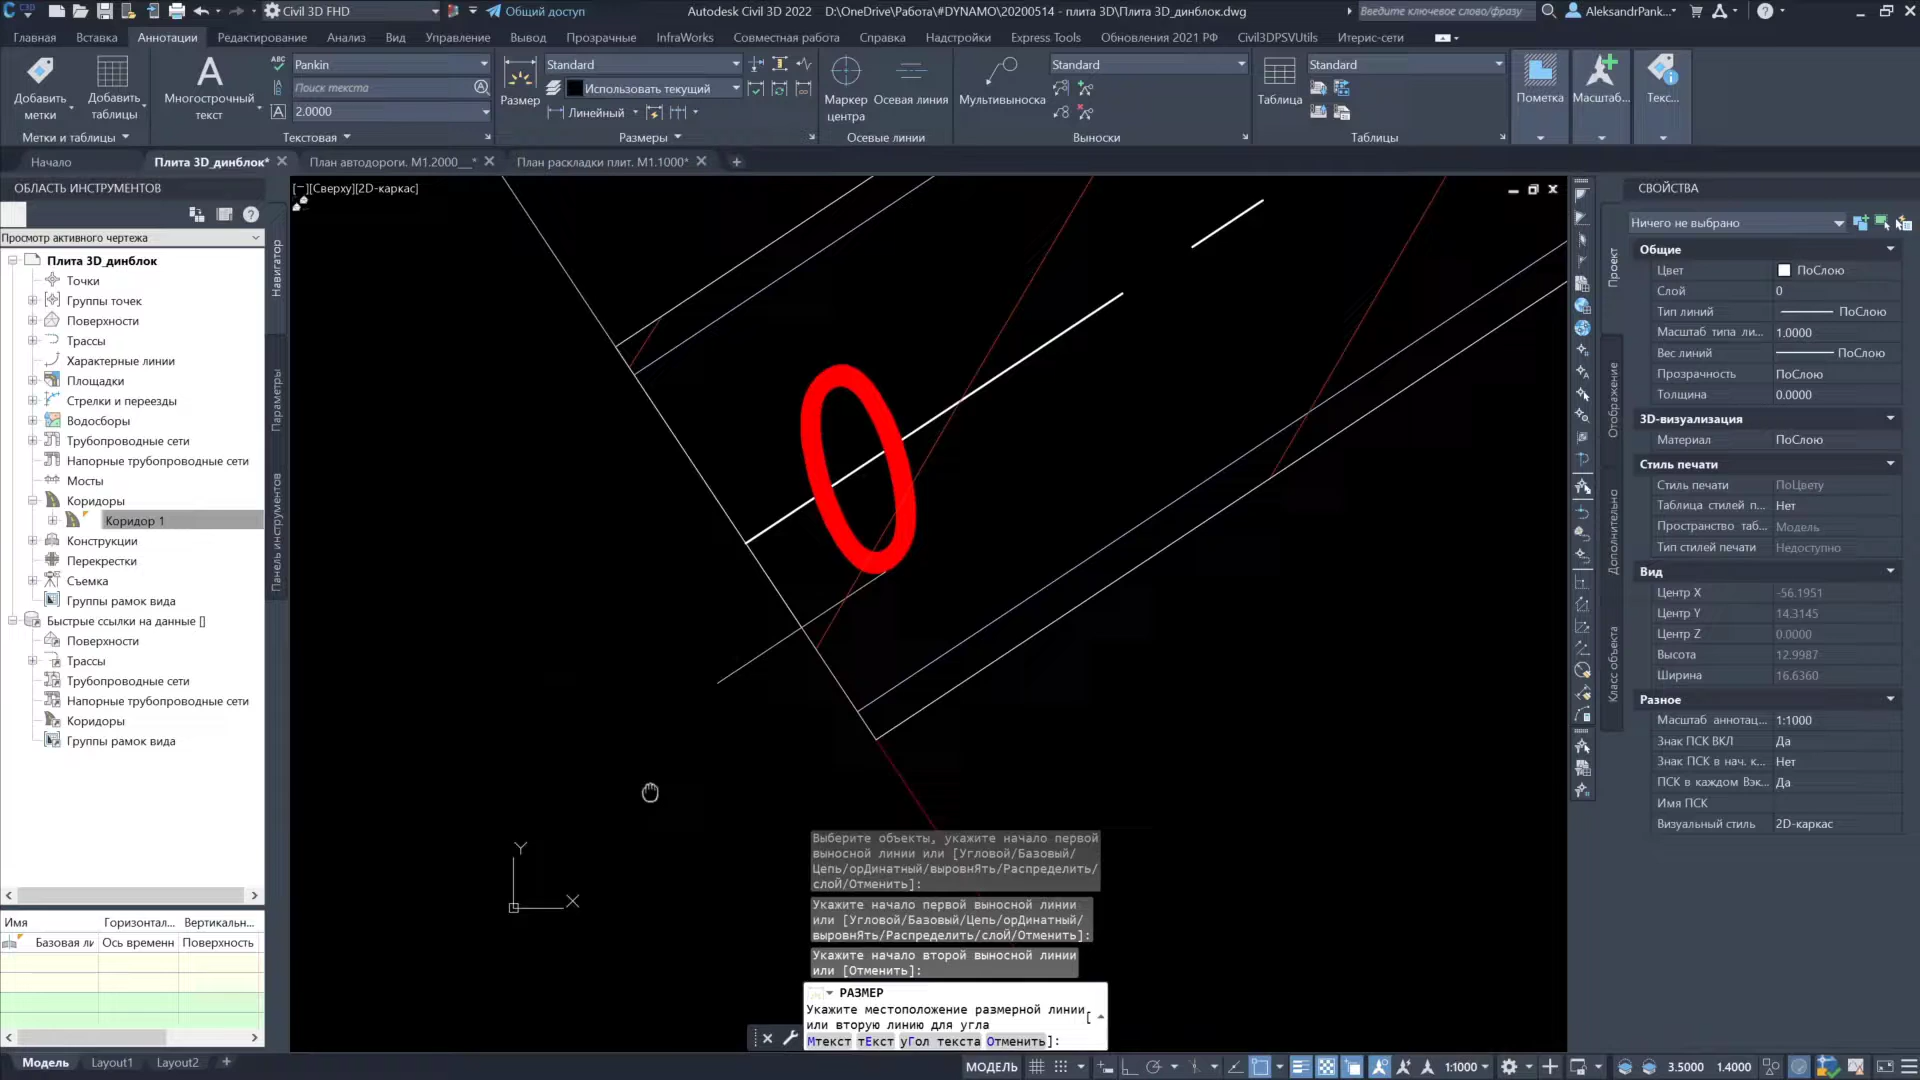 Civil 3D FHD
Общий доступ
Autodesk Civil 3D 2022
D:\OneDrive\Работа\#DYNAMO\20200514 - плита 3D\Плита 3D_динблок.dwg
Введите ключевое слово/фразу
AleksandrPank...
Главная
Вставка
Аннотации
Редактирование
Анализ
Вид
Управление
Вывод
Прозрачные
InfraWorks
Совместная работа
Справка
Надстройки
Express Tools
Обновления 2021 РФ
Civil3DPSVUtils
Итерис-сети
Добавить метки
Добавить таблицы
Метки и таблицы
Многострочный текст
Pankin
Поиск текста
2.0000
Текстовая
Размер
Standard
Использовать текущий
Линейный
Размеры
Маркер центра
Осевая линия
Осевые линии
Мультивыноска
Standard
Выноски
Таблица
Standard
Таблицы
Пометка
Масштаб...
Текс...
Начало
Плита 3D_динблок*
План автодороги. М1.2000__*
План раскладки плит. М1.1000*
ОБЛАСТЬ ИНСТРУМЕНТОВ
Просмотр активного чертежа
Плита 3D_динблок
Точки
Группы точек
Поверхности
Трассы
Характерные линии
Площадки
Стрелки и переезды
Водосборы
Трубопроводные сети
Напорные трубопроводные сети
Мосты
Коридоры
Коридор 1
Конструкции
Перекрестки
Съемка
Группы рамок вида
Быстрые ссылки на данные []
Поверхности
Трассы
Трубопроводные сети
Напорные трубопроводные сети
Коридоры
Группы рамок вида
Навигатор
Параметры
Панель инструментов
Имя
Горизонтал...
Вертикальн...
Базовая ли
Ось временн
Поверхность
[−][Сверху][2D-каркас]
Y
X
Выберите объекты, укажите начало первой
выносной линии или [Угловой/Базовый/
Цепь/орДинатный/выровнЯть/Распределить/
слоЙ/Отменить]:
Укажите начало первой выносной линии
или [Угловой/Базовый/Цепь/орДинатный/
выровнЯть/Распределить/слоЙ/Отменить]:
Укажите начало второй выносной линии
или [Отменить]:
РАЗМЕР
Укажите местоположение размерной линии
или вторую линию для угла [
Мтекст тЕкст уГол текста Отменить]:
Проект
Отображение
Дополнительно
Класс объекта
СВОЙСТВА
Ничего не выбрано
Общие
Цвет ПоСлою
Слой 0
Тип линий ПоСлою
Масштаб типа ли... 1.0000
Вес линий ПоСлою
Прозрачность ПоСлою
Толщина 0.0000
3D-визуализация
Материал ПоСлою
Стиль печати
Стиль печати ПоЦвету
Таблица стилей п... Нет
Пространство таб... Модель
Тип стилей печати Недоступно
Вид
Центр X -56.1951
Центр Y 14.3145
Центр Z 0.0000
Высота 12.9987
Ширина 16.6360
Разное
Масштаб аннотац... 1:1000
Знак ПСК ВКЛ Да
Знак ПСК в нач. к... Нет
ПСК в каждом Вэк... Да
Имя ПСК
Визуальный стиль 2D-каркас
Модель
Layout1
Layout2
МОДЕЛЬ
1:1000
3.5000
1.4000